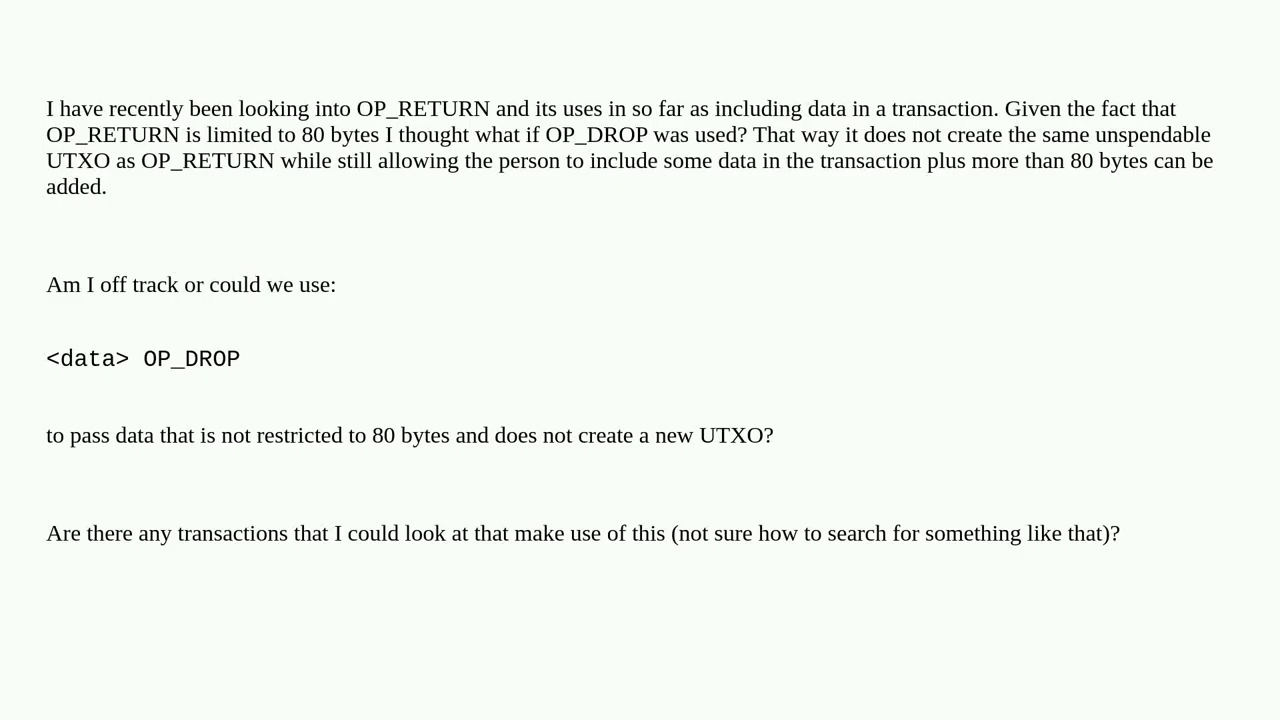 I have recently been looking into OP_RETURN and its uses in so far as including data in a transaction. Given the fact that
OP_RETURN is limited to 80 bytes I thought what if OP_DROP was used? That way it does not create the same unspendable
UTXO as OP_RETURN while still allowing the person to include some data in the transaction plus more than 80 bytes can be
added.
Am I off track or could we use:
<data> OP_DROP
to pass data that is not restricted to 80 bytes and does not create a new UTXO?
Are there any transactions that I could look at that make use of this (not sure how to search for something like that)?